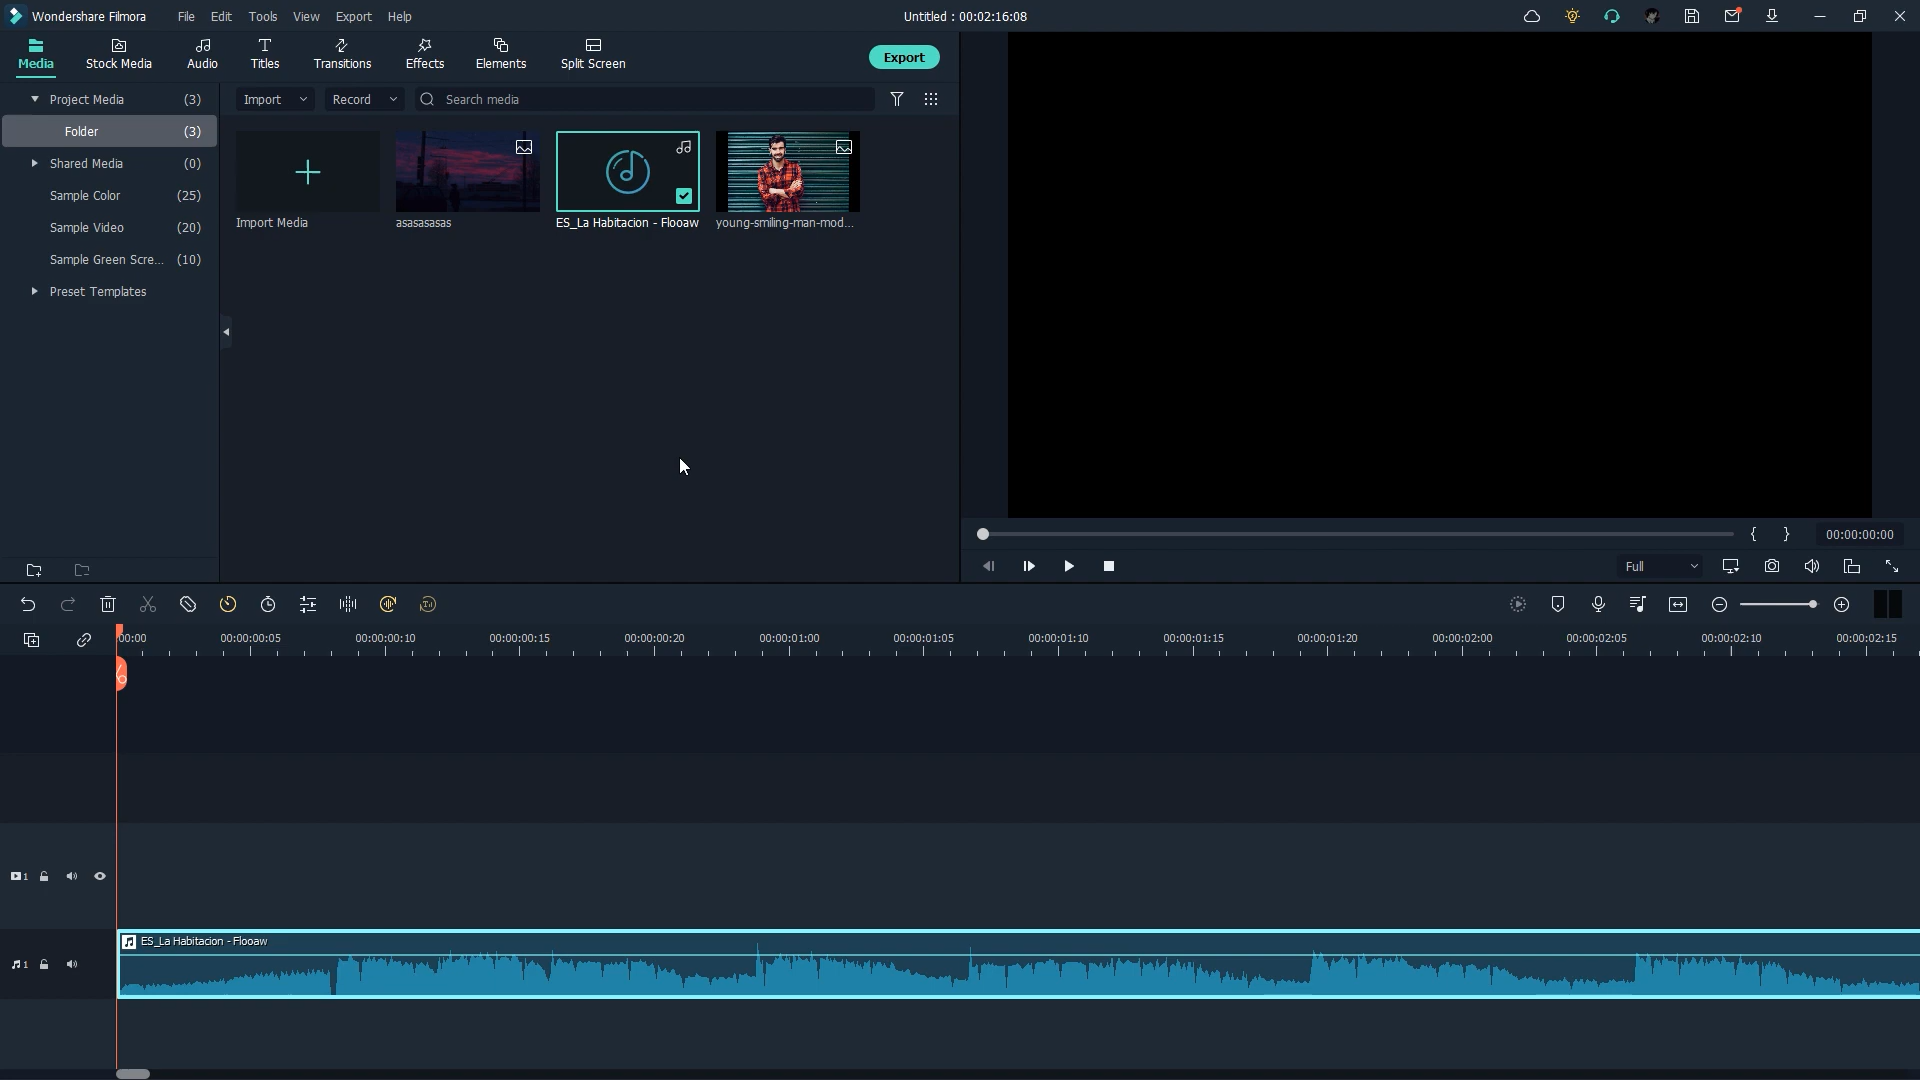 Wondershare Filmora File Edit Tools View Export Help Untitled : 00:02:16:08
Media Stock Media Audio Titles Transitions Effects Elements Split Screen Export
Project Media (3) Import Record Search media
Folder (3)
Shared Media (0)
Sample Color (25)
Import Media asasasasas ES_La Habitacion - Flooaw young-smiling-man-mod...
Sample Video (20)
Sample Green Scre... (10)
Preset Templates
00:00:00:00
Full
00:00 00:00:00:05 00:00:00:10 00:00:00:15 00:00:00:20 00:00:01:00 00:00:01:05 00:00:01:10 00:00:01:15 00:00:01:20 00:00:02:00 00:00:02:05 00:00:02:10 00:00:02:15
1
ES_La Habitacion - Flooaw
1